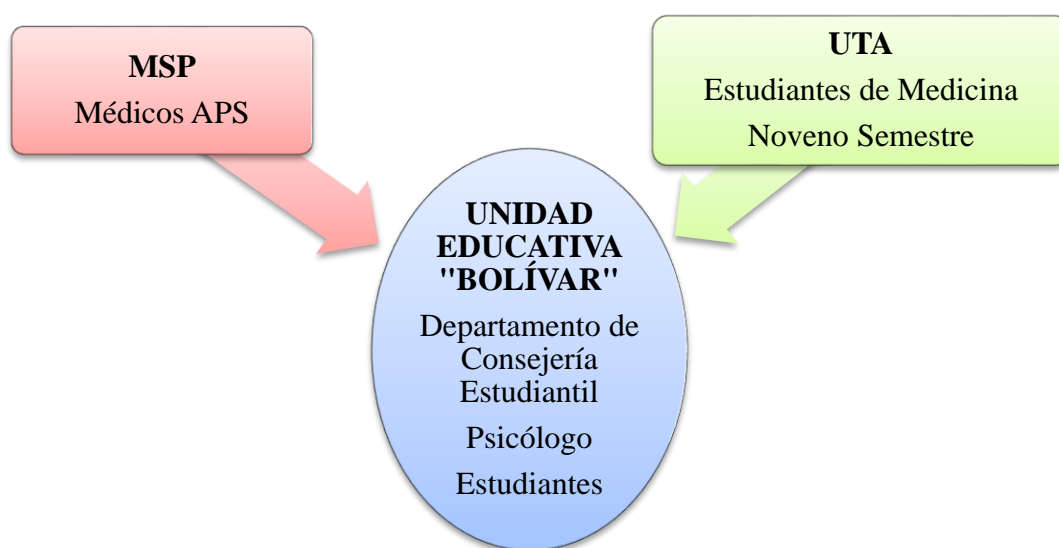 MSP
Médicos APS
UTA
Estudiantes de Medicina
Noveno Semestre
UNIDAD
EDUCATIVA
"BOLÍVAR"
Departamento de
Consejería
Estudiantil
Psicólogo
Estudiantes